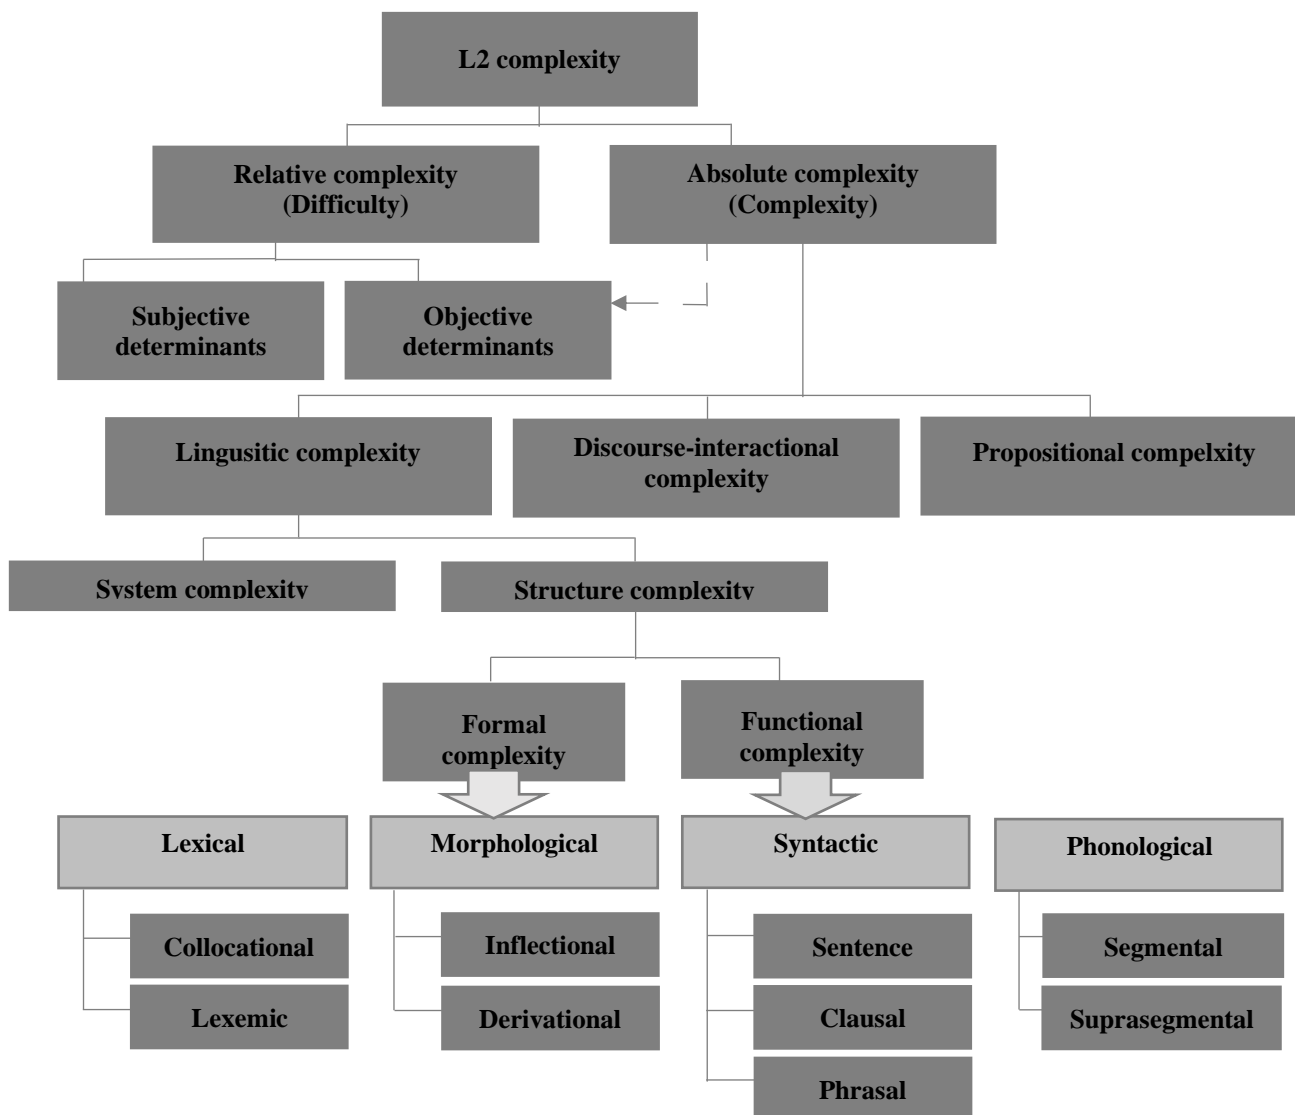 L2 complexity
Relative complexity
(Difficulty)
Absolute complexity
(Complexity)
Subjective
determinants
Objective
determinants
Lingusitic complexity
Discourse-interactional
complexity
Propositional compelxity
System complexity
Structure complexity
Formal
complexity
Functional
complexity
Lexical
Morphological
Syntactic
Phonological
Collocational
Inflectional
Sentence
Segmental
Lexemic
Derivational
Clausal
Suprasegmental
Phrasal